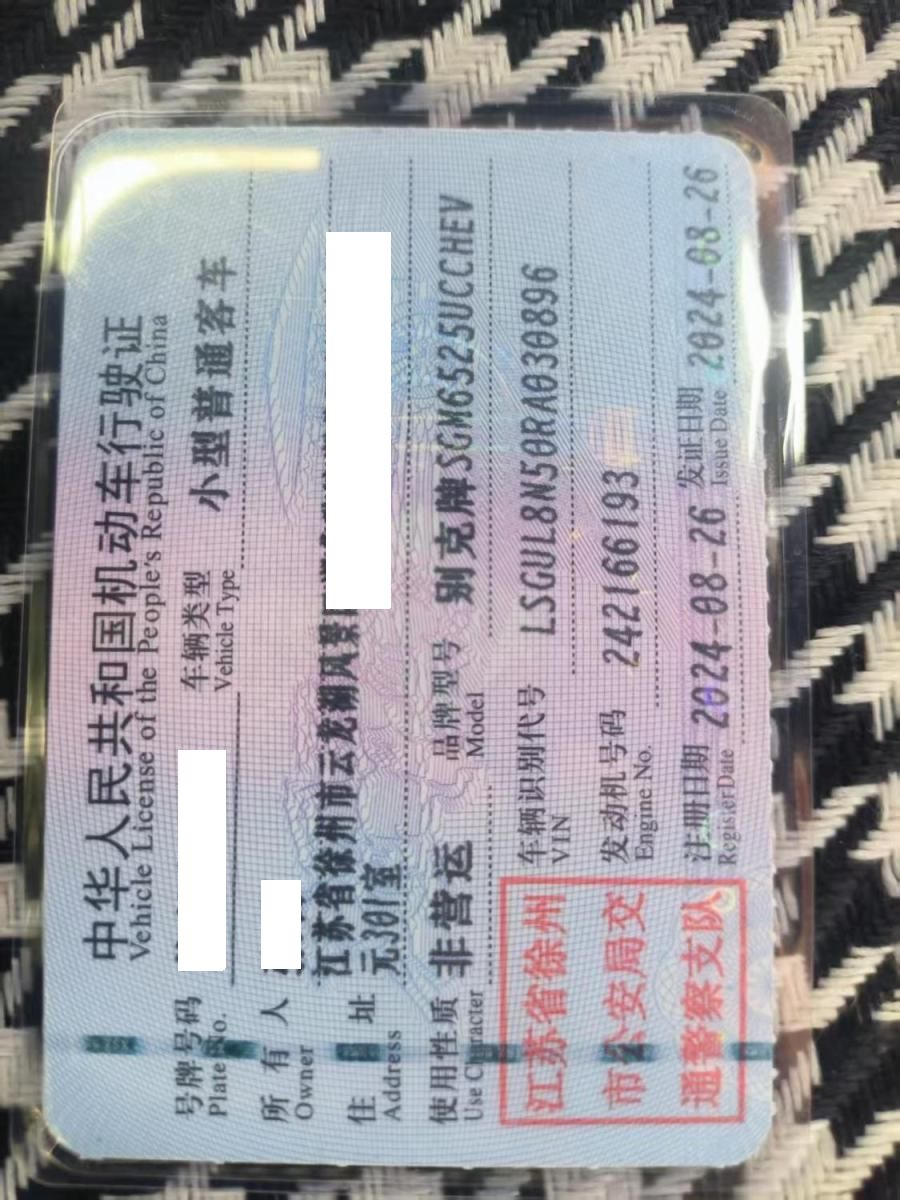 中华人民共和国机动车行驶证
Vehicle License of the People's Republic of China
号牌号码 车辆类型 小型普通客车
Plate No. Vehicle Type
所有人
Owner
住址 江苏省徐州市云龙湖风景
元301室
Address
使用性质 非营运 品牌型号 别克牌SGM6525UCCHEV
Use Character Model
江苏省徐州
市公安局交
通警察支队
车辆识别代号 LSGUL8N50RA030896
VIN
发动机号码 242166193
Engine No.
注册日期 2024-08-26 发证日期 2024-08-26
Register Date Issue Date